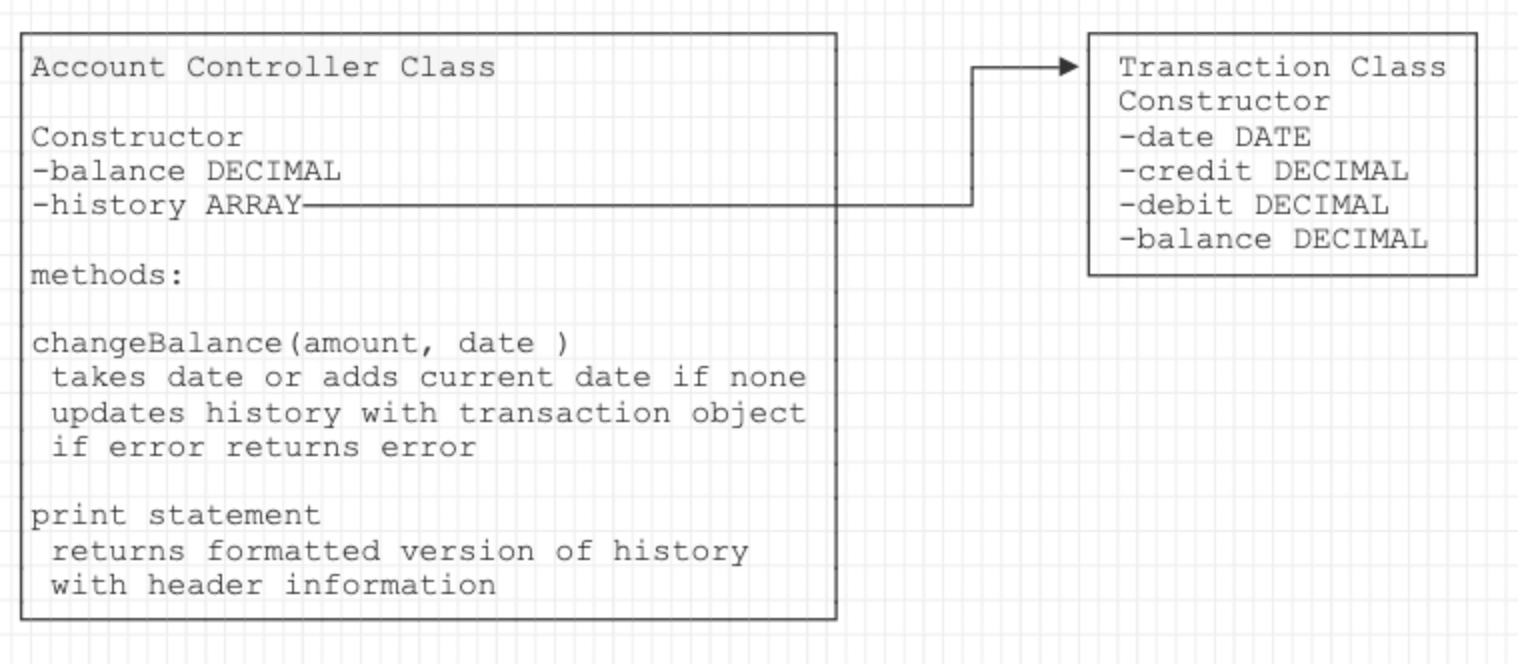 Account Controller Class
Constructor
-balance DECIMAL
-history ARRAY
methods:
changeBalance(amount, date )
takes date or adds current date if none
updates history with transaction object
if error returns error
print statement
returns formatted version of history
with header information
Transaction Class
Constructor
-date DATE
-credit DECIMAL
-debit DECIMAL
-balance DECIMAL